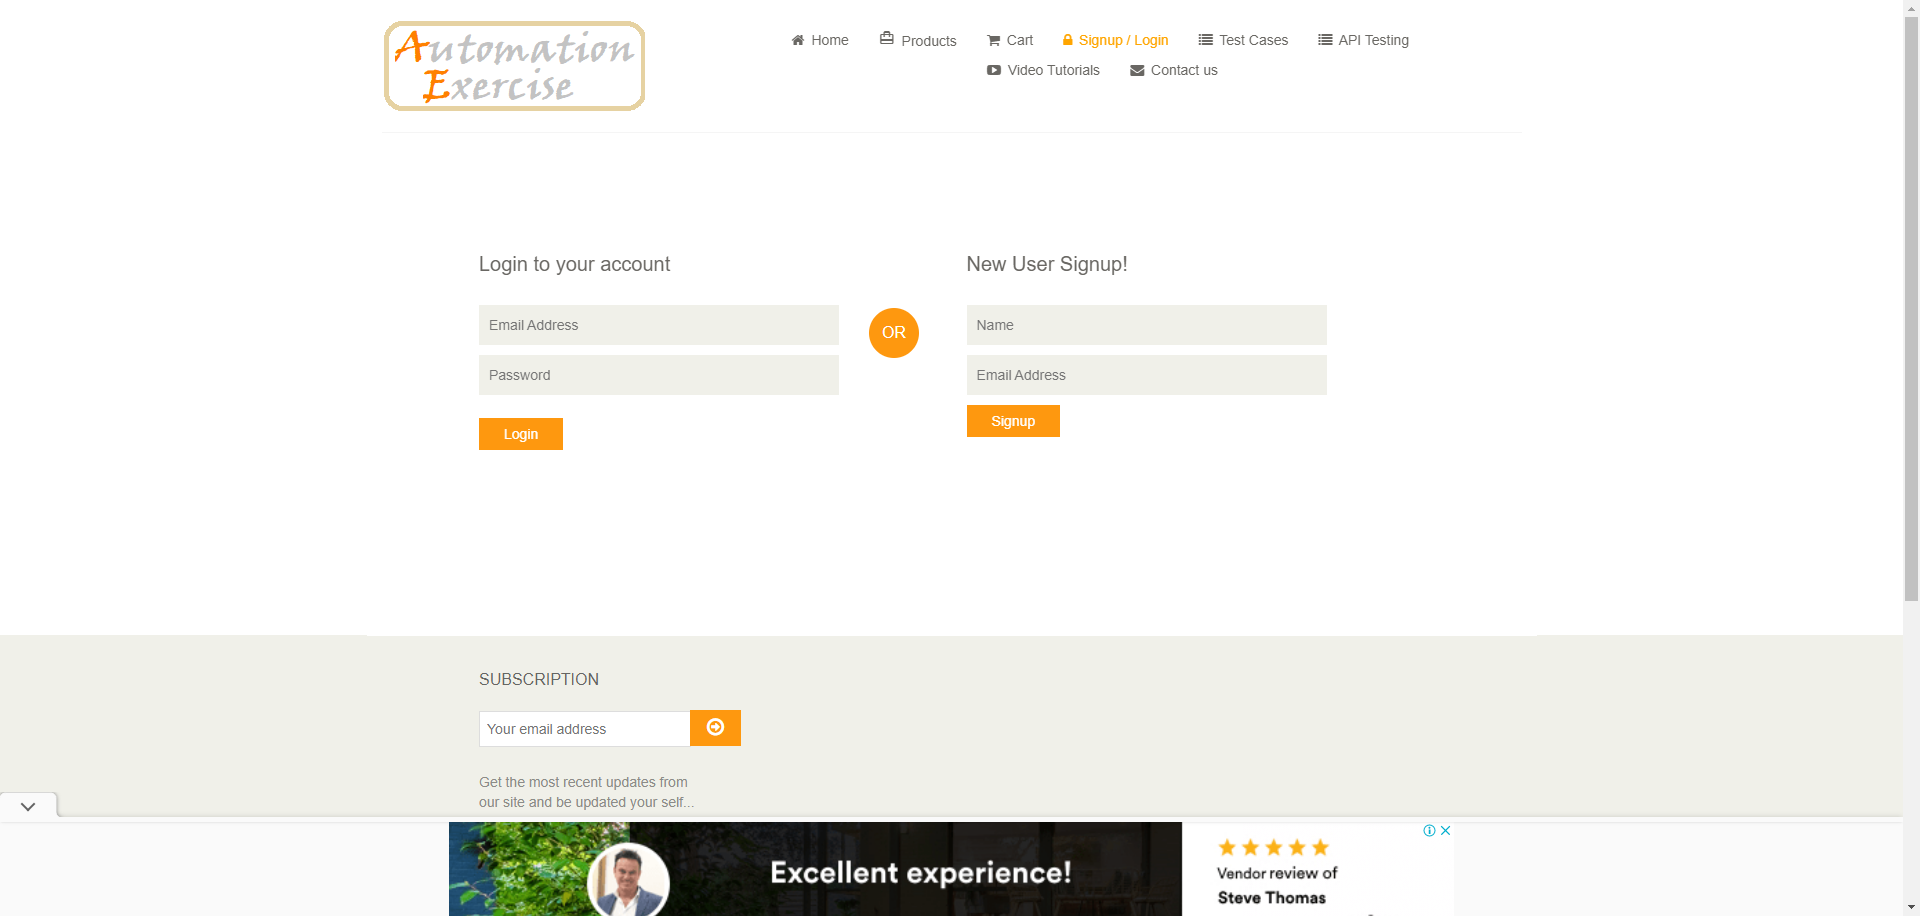 Automation
Exercise
Home
Products
Cart
Signup / Login
Test Cases
API Testing
Video Tutorials
Contact us
Login to your account
Email Address
Password
Login
OR
New User Signup!
Name
Email Address
Signup
SUBSCRIPTION
Your email address
Get the most recent updates from
our site and be updated your self...
Excellent experience!
Vendor review of
Steve Thomas